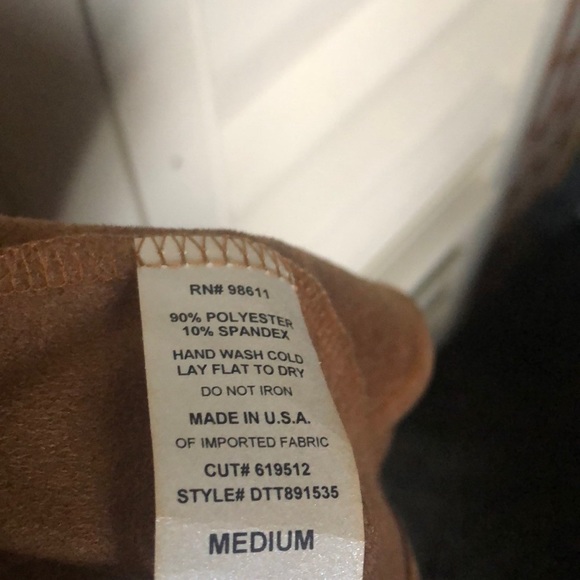 RN# 98611
90% POLYESTER
10% SPANDEX
HAND WASH COLD
LAY FLAT TO DRY
DO NOT IRON
MADE IN U.S.A.
OF IMPORTED FABRIC
CUT# 619512
STYLE# DTT891535
MEDIUM